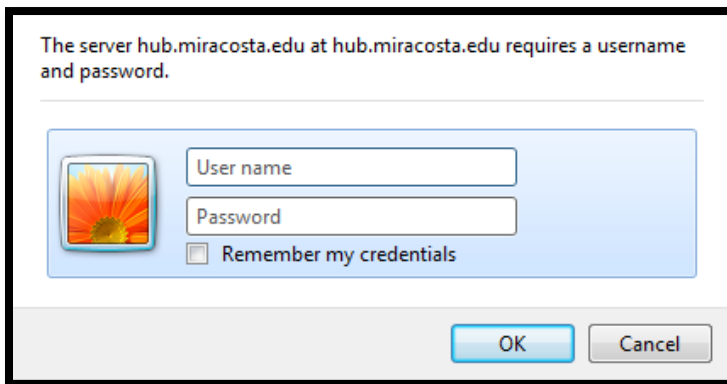 The server hub.miracosta.edu at hub.miracosta.edu requires a username
and password.
User name
Password
Remember my credentials
OK
Cancel